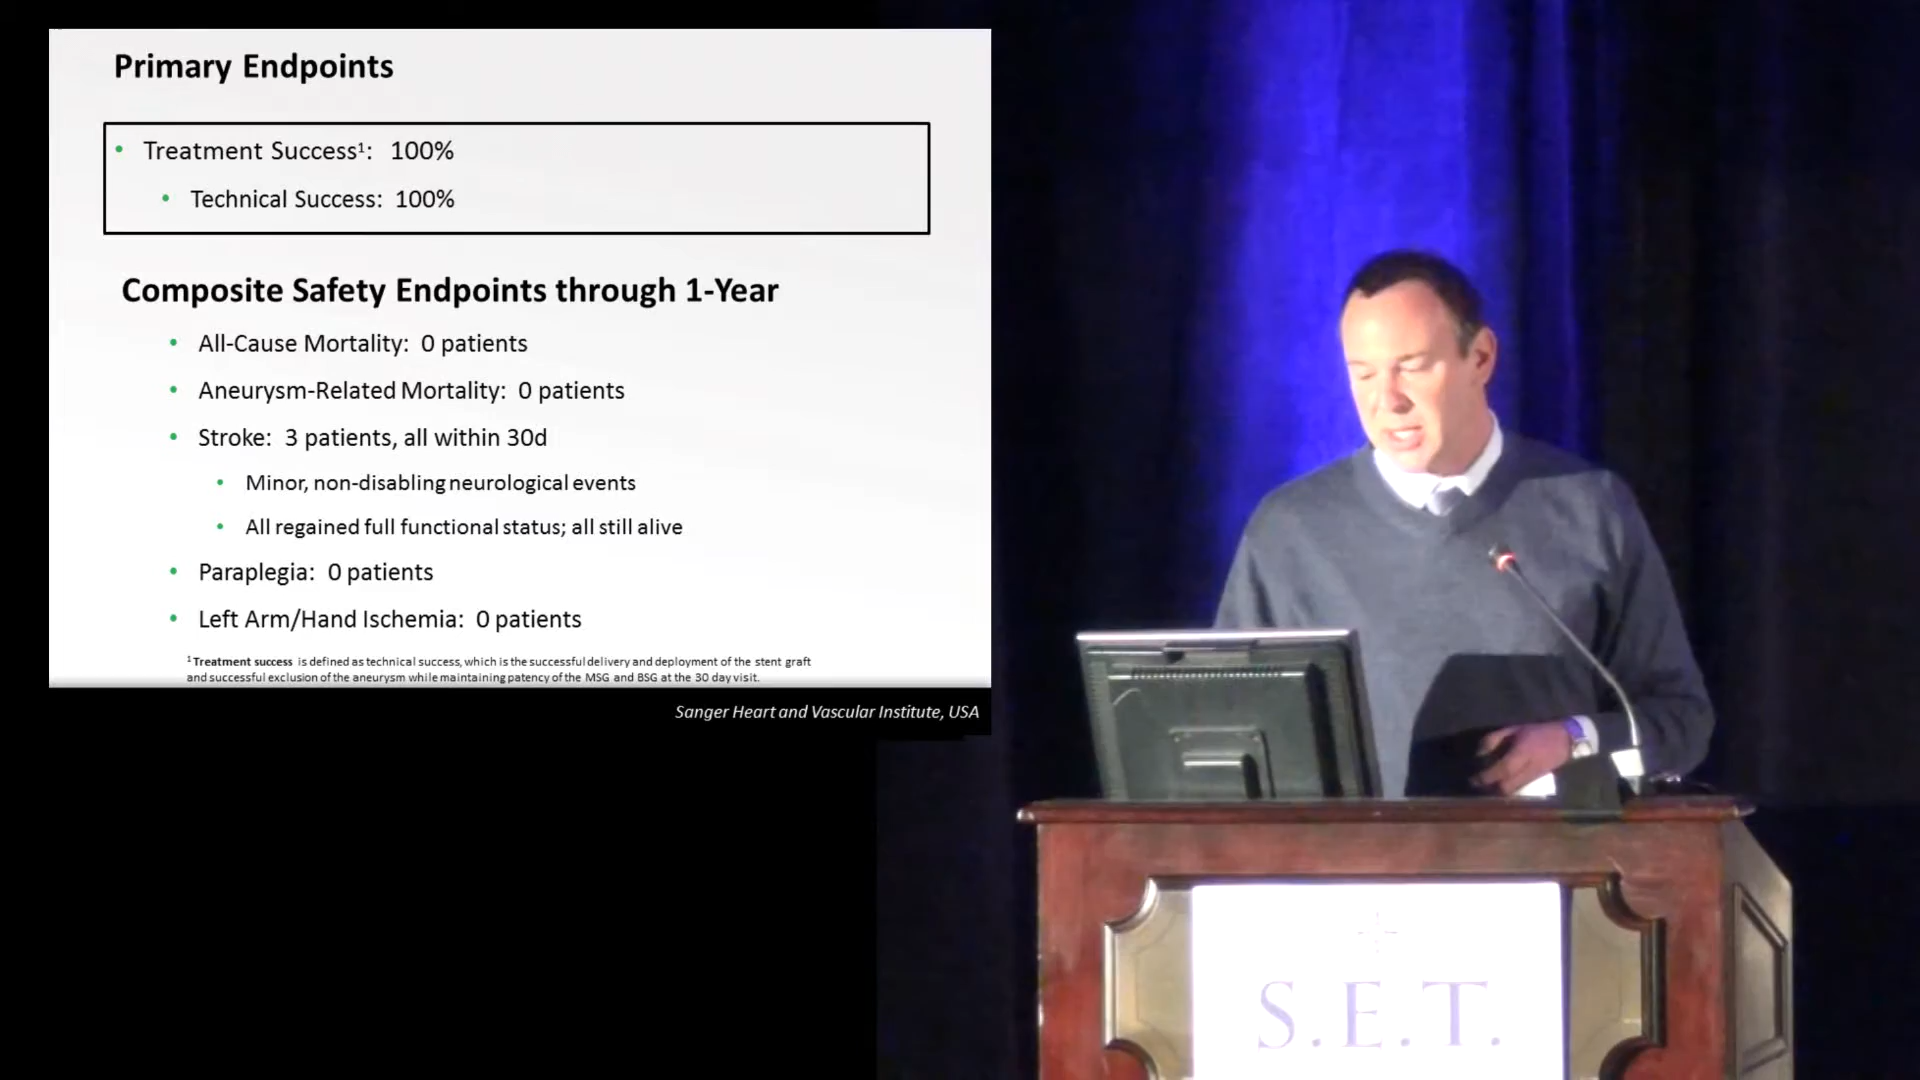 Primary Endpoints
• Treatment Success¹: 100%
• Technical Success: 100%
Composite Safety Endpoints through 1-Year
• All-Cause Mortality: 0 patients
• Aneurysm-Related Mortality: 0 patients
• Stroke: 3 patients, all within 30d
• Minor, non-disabling neurological events
• All regained full functional status; all still alive
• Paraplegia: 0 patients
• Left Arm/Hand Ischemia: 0 patients
¹ Treatment success is defined as technical success, which is the successful delivery and deployment of the stent graft
and successful exclusion of the aneurysm while maintaining patency of the MSG and BSG at the 30 day visit.
Sanger Heart and Vascular Institute, USA
S.E.T.